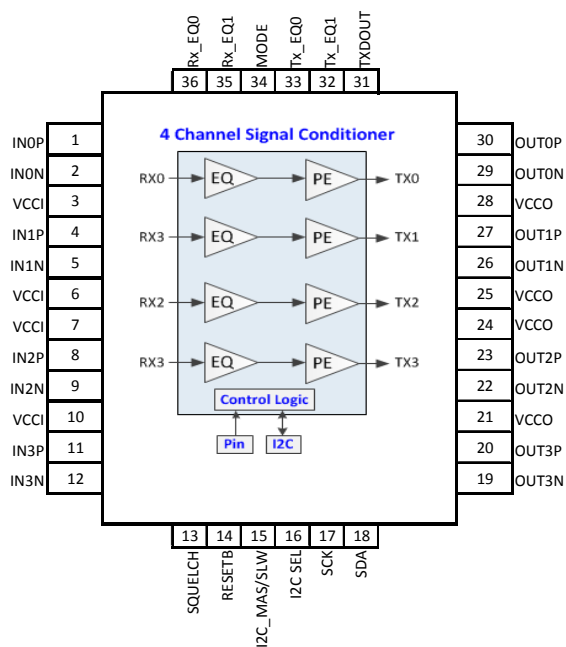 Rx_EQ0
Rx_EQ1
MODE
Tx_EQ0
Tx_EQ1
TXDOUT
36 35 34 33 32 31
4 Channel Signal Conditioner
IN0P 1
IN0N 2
VCCI 3
IN1P 4
IN1N 5
VCCI 6
VCCI 7
IN2P 8
IN2N 9
VCCI 10
IN3P 11
IN3N 12
RX0 EQ PE TX0
RX3 EQ PE TX1
RX2 EQ PE TX2
RX3 EQ PE TX3
Control Logic
Pin I2C
30 OUT0P
29 OUT0N
28 VCCO
27 OUT1P
26 OUT1N
25 VCCO
24 VCCO
23 OUT2P
22 OUT2N
21 VCCO
20 OUT3P
19 OUT3N
13 14 15 16 17 18
SQUELCH
RESETB
I2C_MAS/SLW
I2C SEL
SCK
SDA